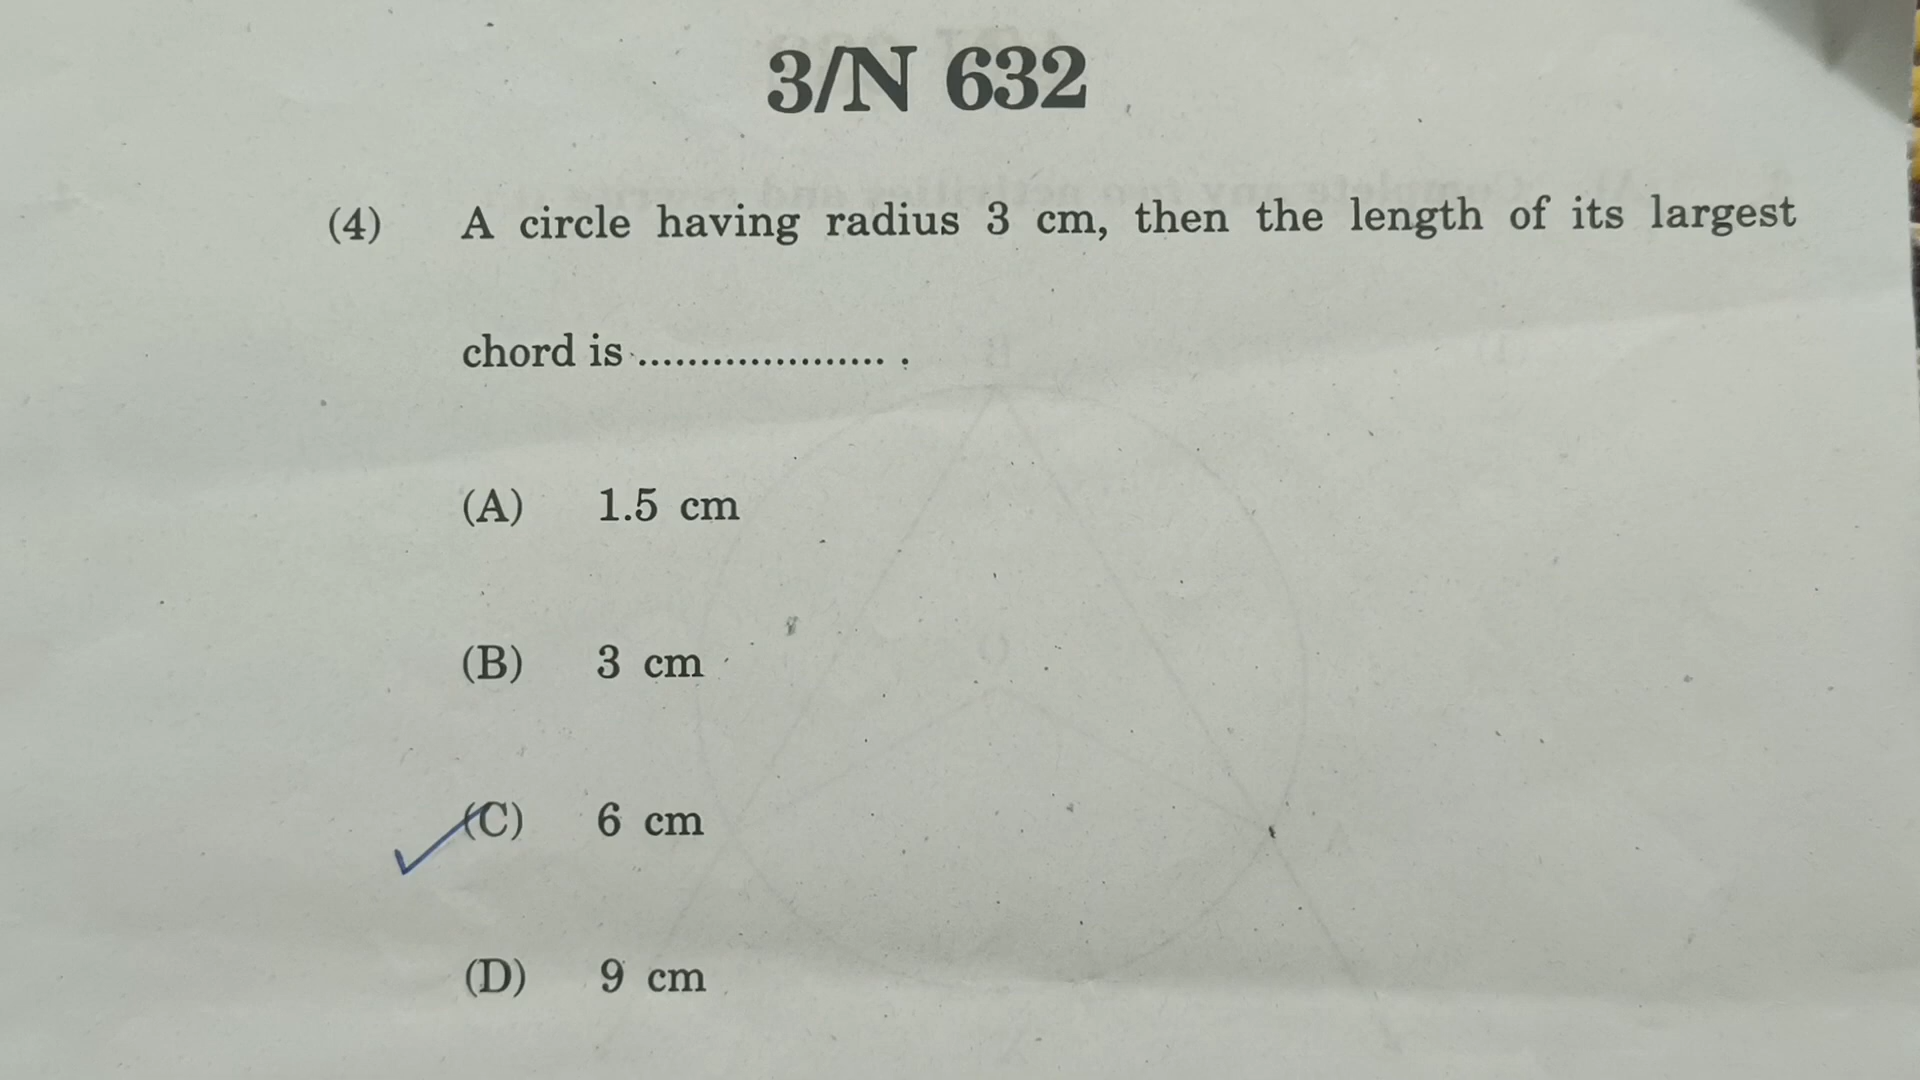 3/N 632
(4) A circle having radius 3 cm, then the length of its largest
chord is .................... .
(A) 1.5 cm
(B) 3 cm
(C) 6 cm
(D) 9 cm